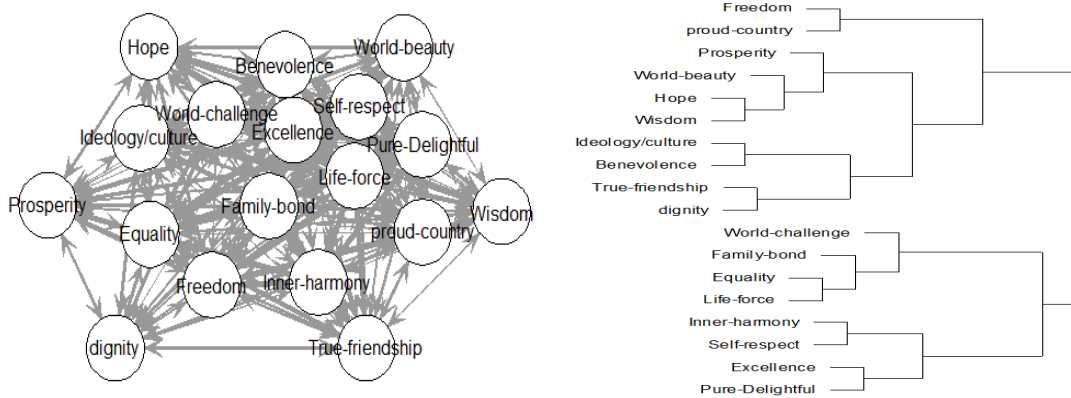 Hope
World-beauty
Benevolence
World-challenge
Self-respect
Ideology/culture
Excellence
Pure-Delightful
Life-force
Prosperity
Family-bond
Wisdom
Equality
proud-country
Freedom
Inner-harmony
dignity
True-friendship
Freedom
proud-country
Prosperity
World-beauty
Hope
Wisdom
Ideology/culture
Benevolence
True-friendship
dignity
World-challenge
Family-bond
Equality
Life-force
Inner-harmony
Self-respect
Excellence
Pure-Delightful